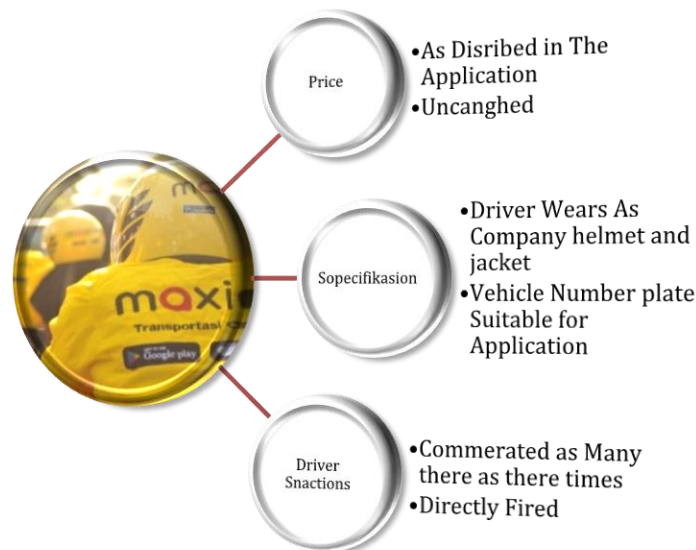 Price
•As Disribed in The
Application
•Uncanghed
maxi
Transportasi
Google play
Sopecifikasion
•Driver Wears As
Company helmet and
jacket
•Vehicle Number plate
Suitable for
Application
Driver
Snactions
•Commerated as Many
there as there times
•Directly Fired